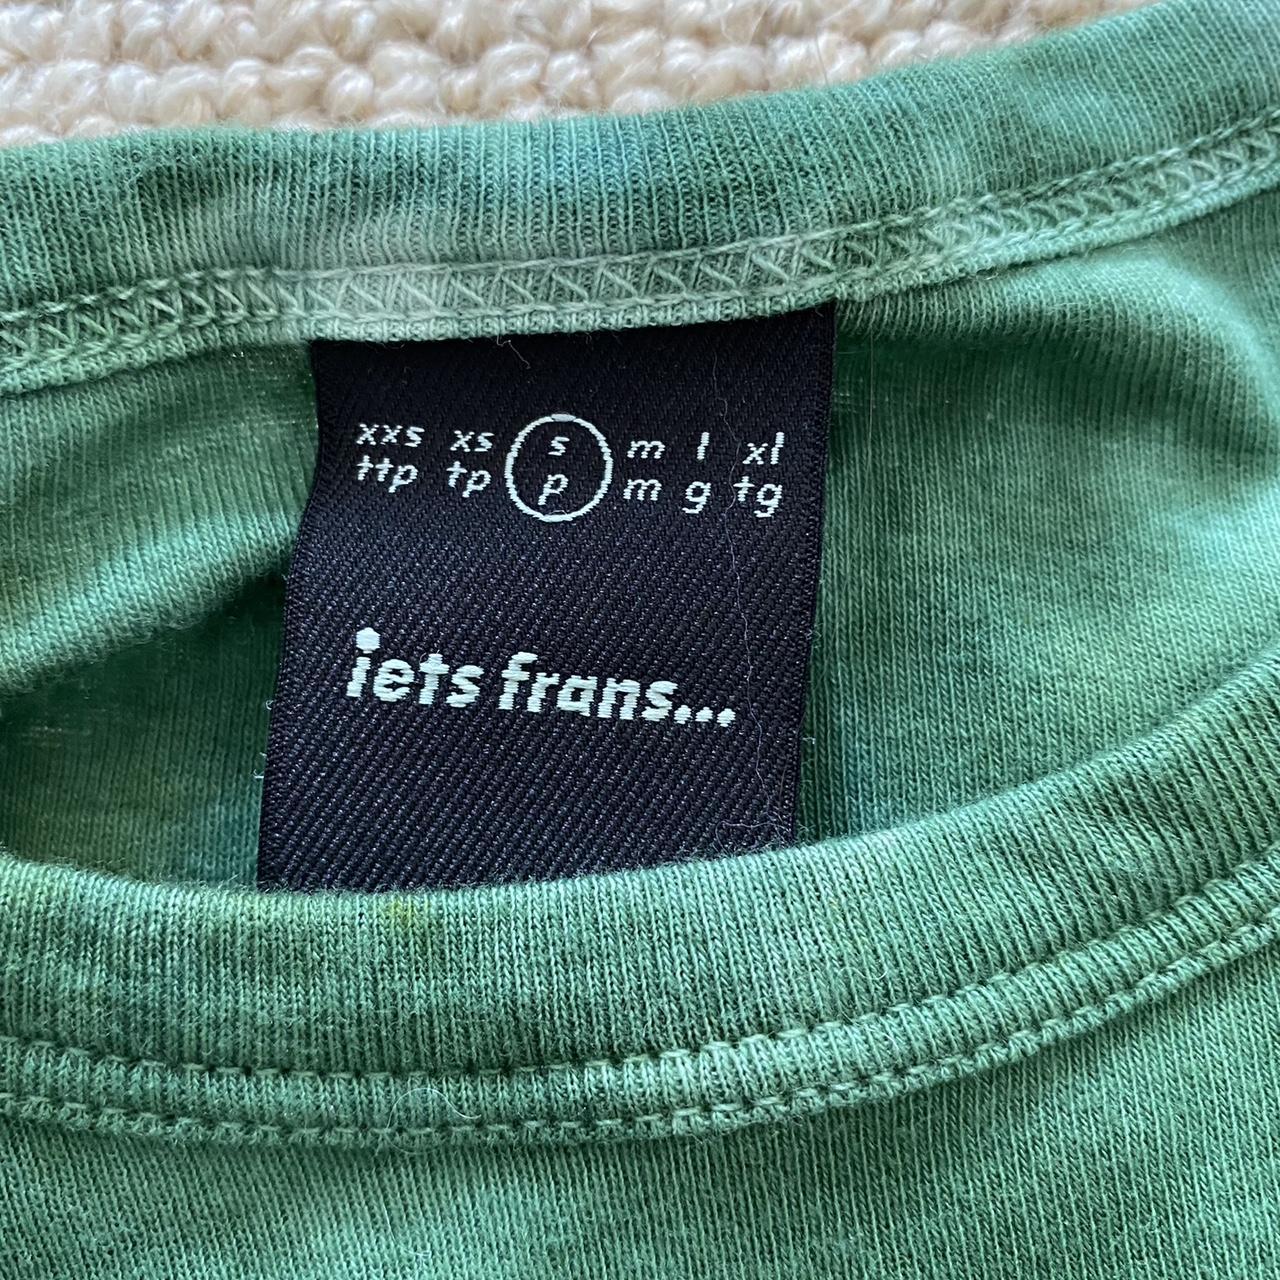 xxs xs s m l xl
ttp tp p m g tg
iets frans...